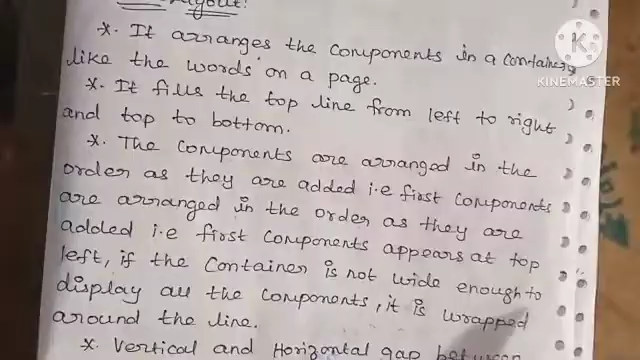 Layout:
*. It arranges the components in a container
like the words on a page.
*. It fills the top line from left to right
and top to bottom.
*. The components are arranged in the
order as they are added i.e first components
are arranged in the order as they are
added i.e first components appears at top
left, if the container is not wide enough to
display all the components, it is wrapped
around the line.
*. Vertical and Horizontal gap between
KINEMASTER